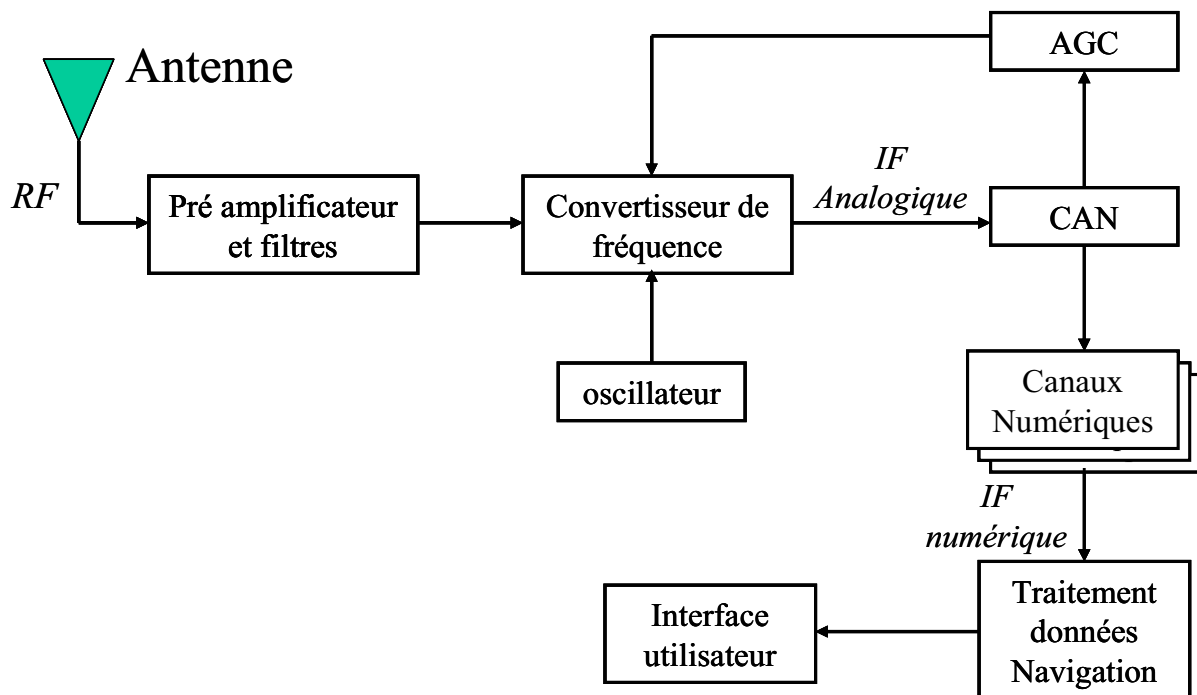 Antenne
AGC
RF
Pré amplificateur
et filtres
Convertisseur de
fréquence
IF
Analogique
CAN
oscillateur
Canaux
Numériques
IF
numérique
Interface
utilisateur
Traitement
données
Navigation